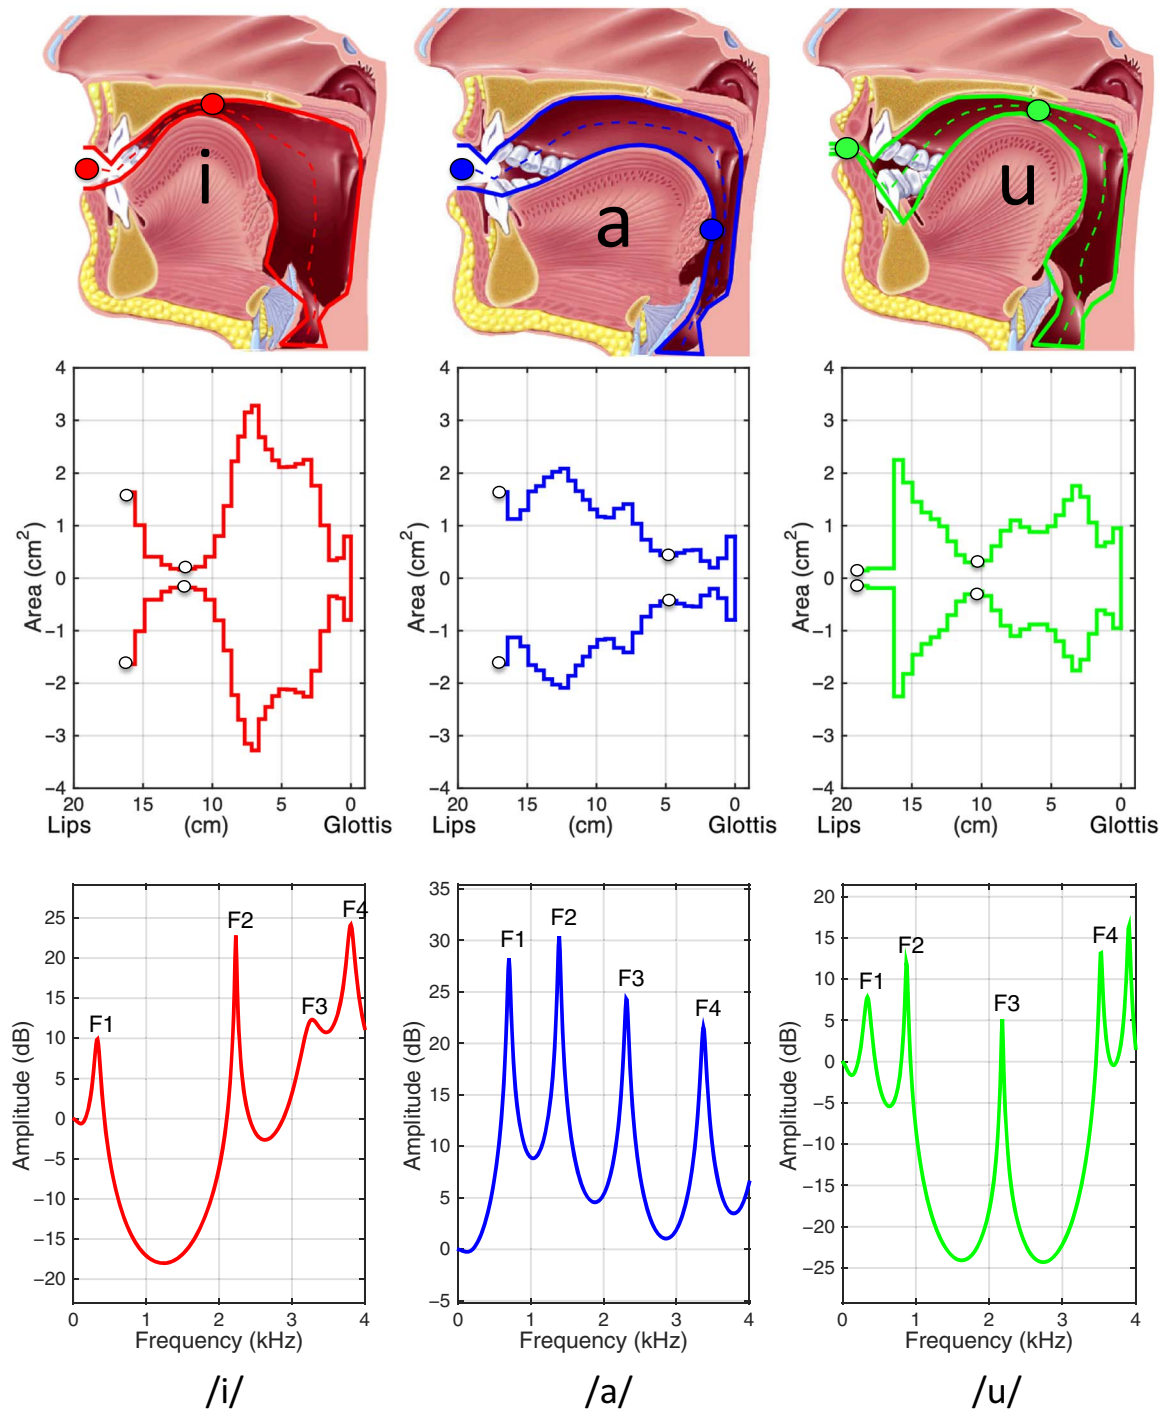 i
a
u
4
3
2
1
0
−1
−2
−3
−4
Area (cm²)
20 15 10 5 0
Lips (cm) Glottis
4
3
2
1
0
−1
−2
−3
−4
Area (cm²)
20 15 10 5 0
Lips (cm) Glottis
4
3
2
1
0
−1
−2
−3
−4
Area (cm²)
20 15 10 5 0
Lips (cm) Glottis
F1
F2
F3
F4
25
20
15
10
5
0
−5
−10
−15
−20
Amplitude (dB)
0 1 2 3 4
Frequency (kHz)
/i/
F1
F2
F3
F4
35
30
25
20
15
10
5
0
−5
Amplitude (dB)
0 1 2 3 4
Frequency (kHz)
/a/
F1
F2
F3
F4
20
15
10
5
0
−5
−10
−15
−20
−25
Amplitude (dB)
0 1 2 3 4
Frequency (kHz)
/u/